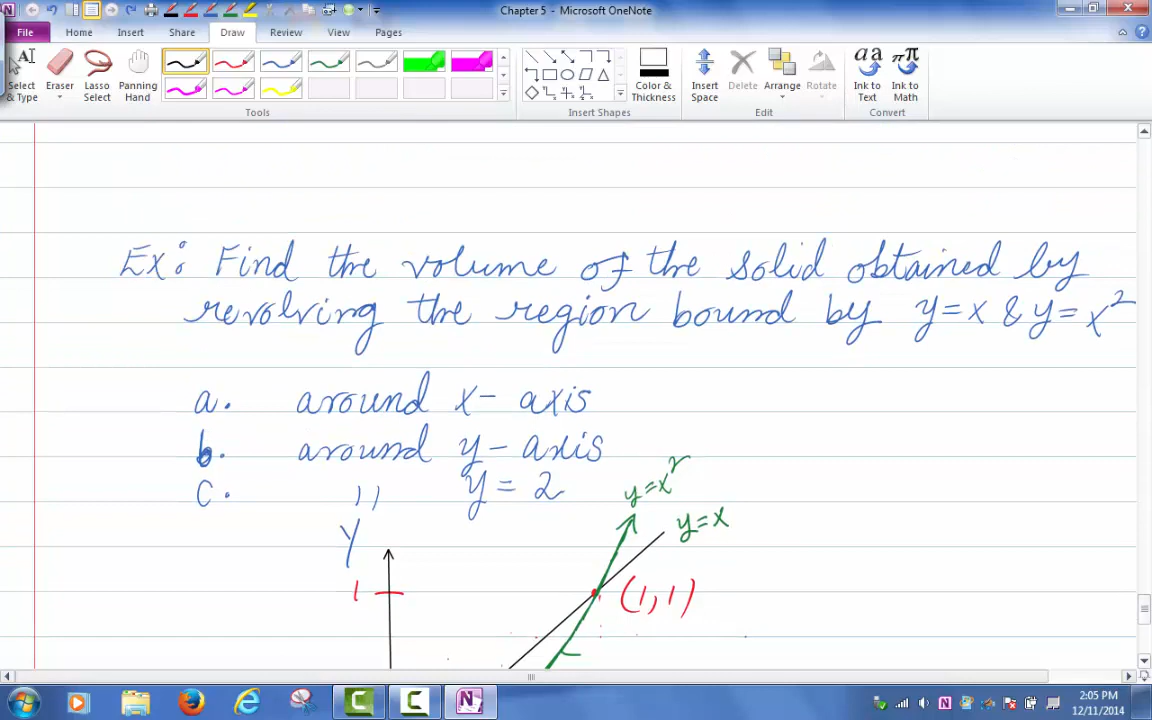 Chapter 5 - Microsoft OneNote
File Home Insert Share Draw Review View Pages
Select & Type
Eraser
Lasso Select
Panning Hand
Color & Thickness
Insert Space
Delete
Arrange
Rotate
Ink to Text
Ink to Math
Tools Insert Shapes Edit Convert
Ex: Find the volume of the solid obtained by
revolving the region bound by y=x & y=x²
a. around x-axis
b. around y-axis
c. " y = 2
y=x²
y=x
Y
1
(1,1)
2:05 PM
12/11/2014